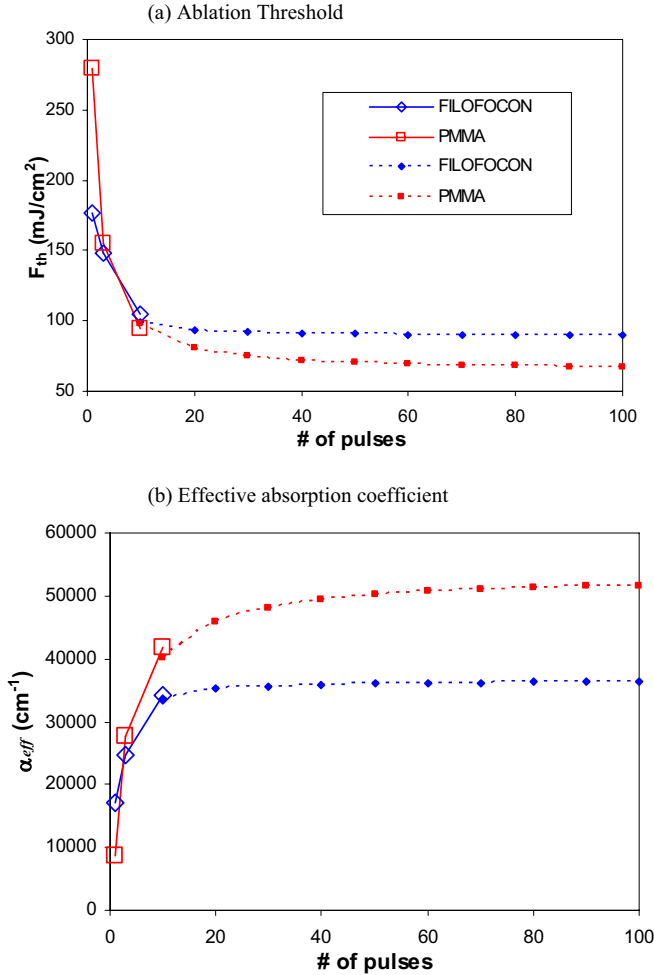 (a) Ablation Threshold
300
250
200
150
100
50
F_th (mJ/cm²)
FILOFOCON
PMMA
FILOFOCON
PMMA
0 20 40 60 80 100
# of pulses
(b) Effective absorption coefficient
60000
50000
40000
30000
20000
10000
0
α_eff (cm⁻¹)
0 20 40 60 80 100
# of pulses